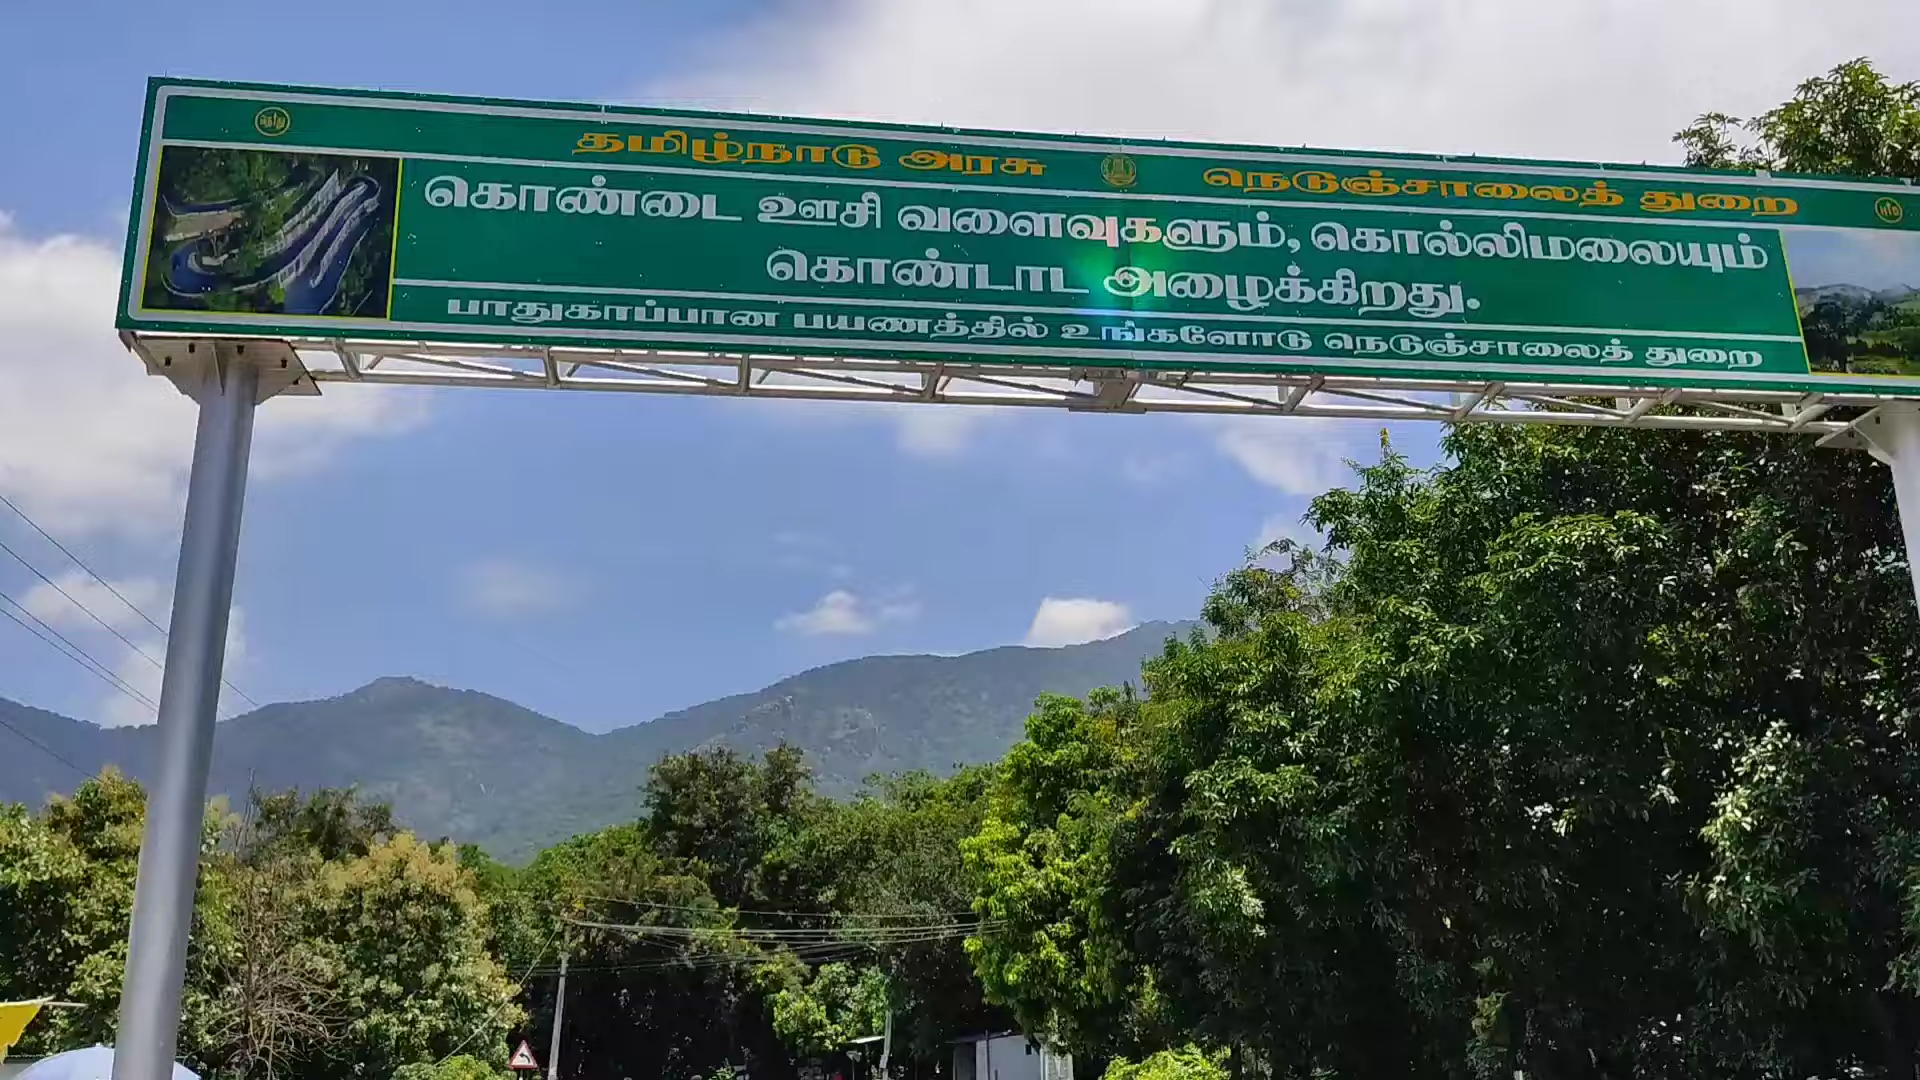 தமிழ்நாடு அரசு நெடுஞ்சாலைத் துறை
கொண்டை ஊசி வளைவுகளும், கொல்லிமலையும்
கொண்டாட அழைக்கிறது.
பாதுகாப்பான பயணத்தில் உங்களோடு நெடுஞ்சாலைத் துறை